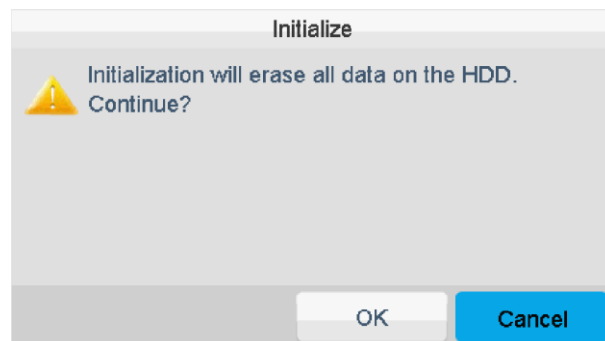 Initialize
Initialization will erase all data on the HDD.
Continue?
OK
Cancel